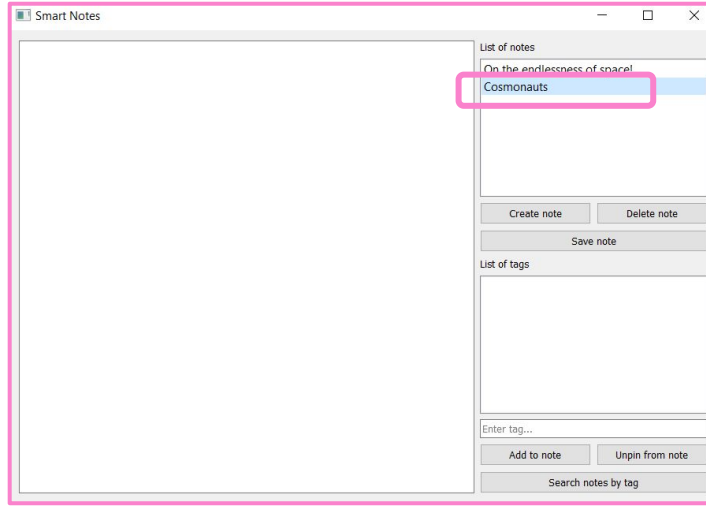 Smart Notes
List of notes
On the endlessness of space!
Cosmonauts
Create note
Delete note
Save note
List of tags
Enter tag...
Add to note
Unpin from note
Search notes by tag